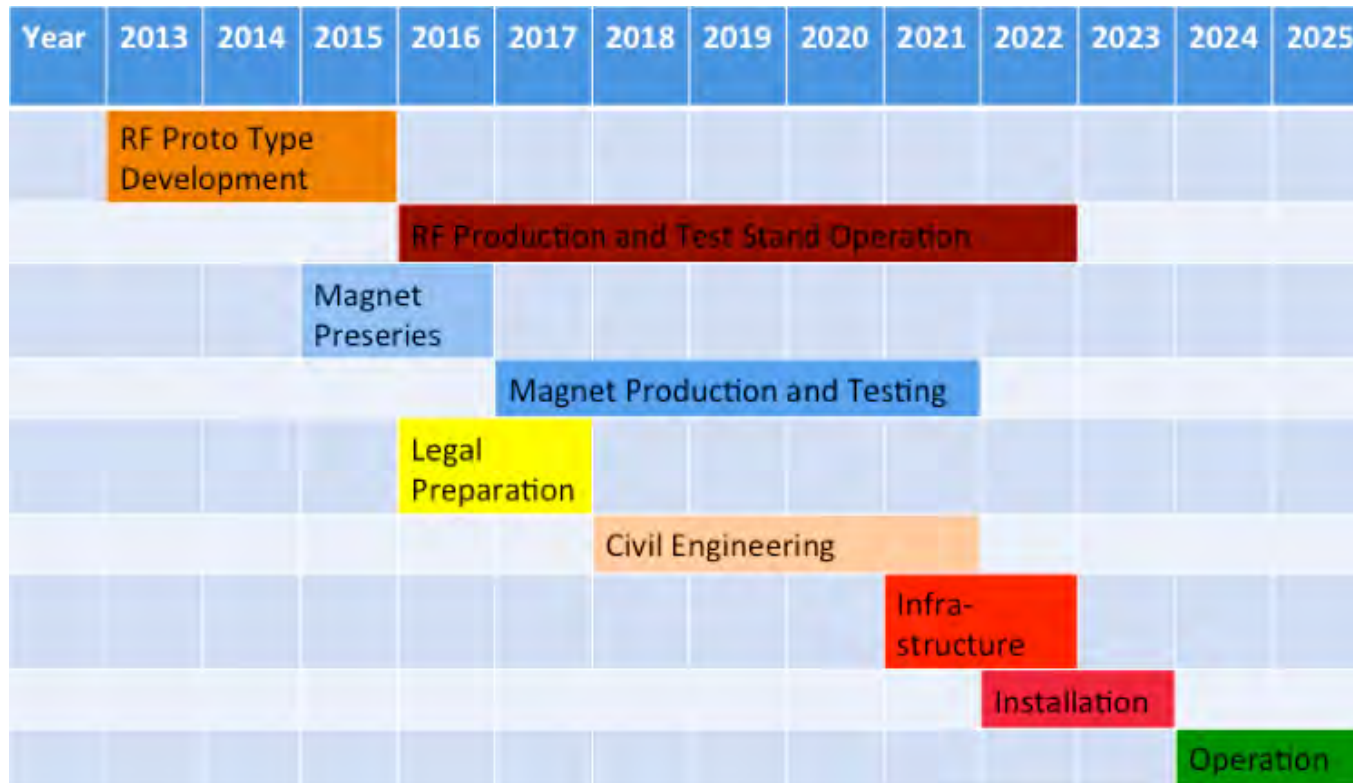 Year 2013 2014 2015 2016 2017 2018 2019 2020 2021 2022 2023 2024 2025
RF Proto Type
Development
RF Production and Test Stand Operation
Magnet
Preseries
Magnet Production and Testing
Legal
Preparation
Civil Engineering
Infra-
structure
Installation
Operation